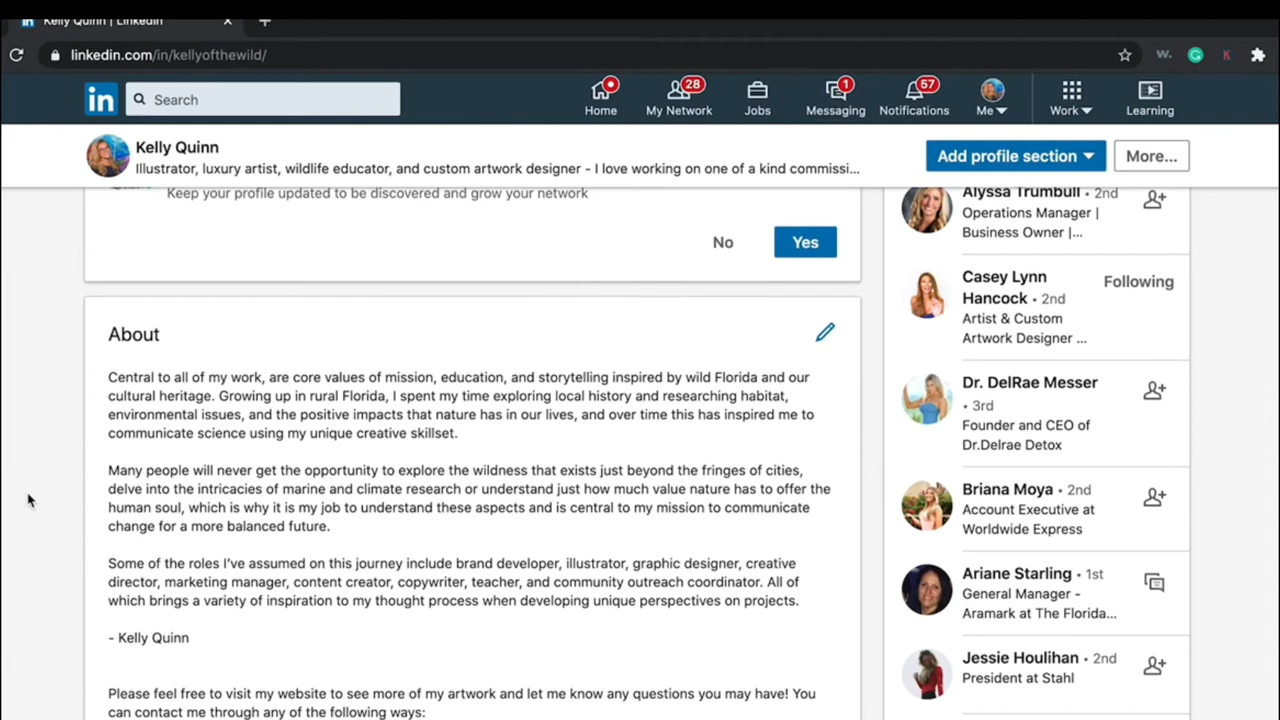 Kelly Quinn | LinkedIn
linkedin.com/in/kellyofthewild/
W.
G
K
in
Search
Home
28
My Network
Jobs
1
Messaging
57
Notifications
Me
Work
Learning
Kelly Quinn
Illustrator, luxury artist, wildlife educator, and custom artwork designer - I love working on one of a kind commissi...
Add profile section
More...
Keep your profile updated to be discovered and grow your network
No
Yes
About
Central to all of my work, are core values of mission, education, and storytelling inspired by wild Florida and our
cultural heritage. Growing up in rural Florida, I spent my time exploring local history and researching habitat,
environmental issues, and the positive impacts that nature has in our lives, and over time this has inspired me to
communicate science using my unique creative skillset.
Many people will never get the opportunity to explore the wildness that exists just beyond the fringes of cities,
delve into the intricacies of marine and climate research or understand just how much value nature has to offer the
human soul, which is why it is my job to understand these aspects and is central to my mission to communicate
change for a more balanced future.
Some of the roles I've assumed on this journey include brand developer, illustrator, graphic designer, creative
director, marketing manager, content creator, copywriter, teacher, and community outreach coordinator. All of
which brings a variety of inspiration to my thought process when developing unique perspectives on projects.
- Kelly Quinn
Please feel free to visit my website to see more of my artwork and let me know any questions you may have! You
can contact me through any of the following ways:
Alyssa Trumbull • 2nd
Operations Manager |
Business Owner |...
Casey Lynn
Hancock • 2nd
Following
Artist & Custom
Artwork Designer ...
Dr. DelRae Messer
• 3rd
Founder and CEO of
Dr.Delrae Detox
Briana Moya • 2nd
Account Executive at
Worldwide Express
Ariane Starling • 1st
General Manager -
Aramark at The Florida...
Jessie Houlihan • 2nd
President at Stahl